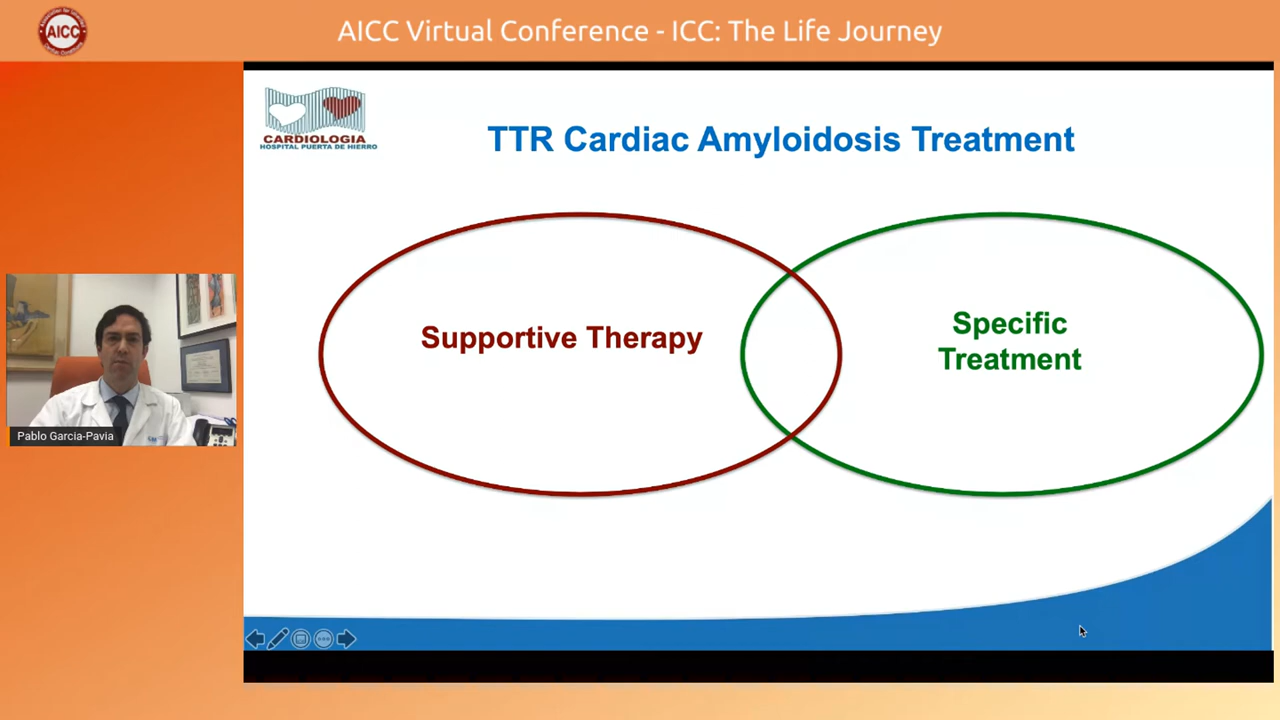 AICC Virtual Conference - ICC: The Life Journey
AICC
CARDIOLOGIA
HOSPITAL PUERTA DE HIERRO
TTR Cardiac Amyloidosis Treatment
Supportive Therapy
Specific
Treatment
Pablo Garcia-Pavia